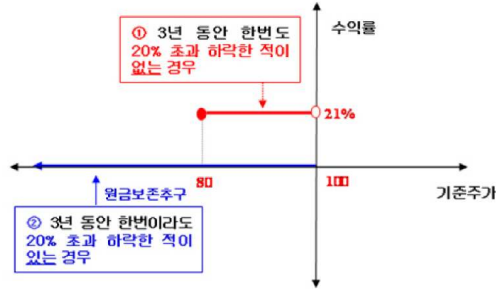 ① 3년 동안 한번도
20% 초과 하락한 적이
없는 경우
수익률
21%
원금보존추구
기준주가
② 3년 동안 한번이라도
20% 초과 하락한 적이
있는 경우